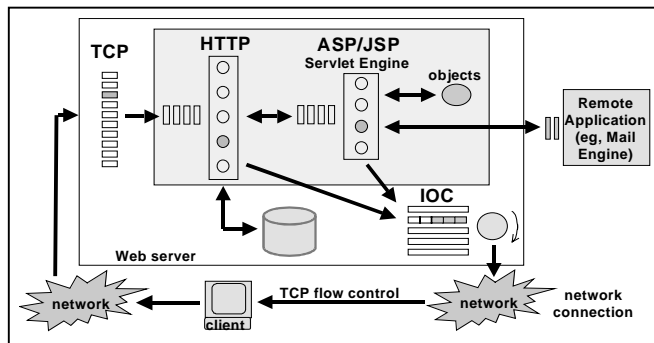 TCP
HTTP
ASP/JSP
Servlet Engine
objects
Remote
Application
(eg, Mail
Engine)
IOC
Web server
network
client
TCP flow control
network
network
connection